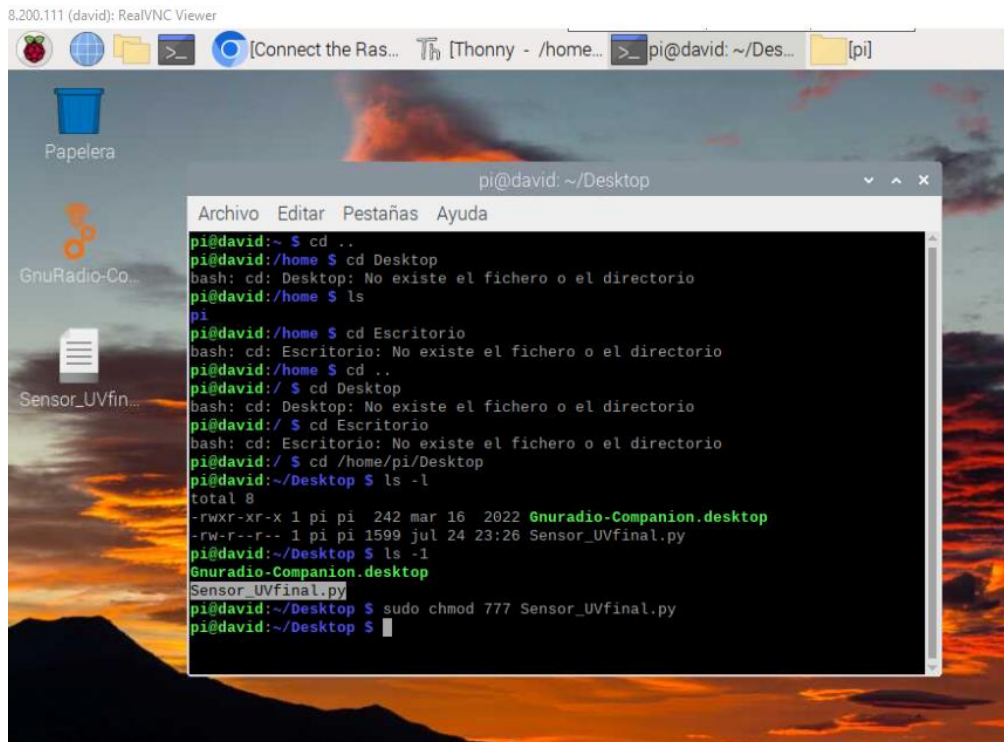 8.200.111 (david): RealVNC Viewer
[Connect the Ras... Th [Thonny - /home... pi@david: ~/Des... [pi]
Papelera
pi@david: ~/Desktop
Archivo Editar Pestañas Ayuda
pi@david:~ $ cd ..
pi@david:/home $ cd Desktop
bash: cd: Desktop: No existe el fichero o el directorio
pi@david:/home $ ls
pi
pi@david:/home $ cd Escritorio
bash: cd: Escritorio: No existe el fichero o el directorio
pi@david:/home $ cd ..
pi@david:/ $ cd Desktop
bash: cd: Desktop: No existe el fichero o el directorio
pi@david:/ $ cd Escritorio
bash: cd: Escritorio: No existe el fichero o el directorio
pi@david:/ $ cd /home/pi/Desktop
pi@david:~/Desktop $ ls -l
total 8
-rwxr-xr-x 1 pi pi  242 mar 16  2022 Gnuradio-Companion.desktop
-rw-r--r-- 1 pi pi 1599 jul 24 23:26 Sensor_UVfinal.py
pi@david:~/Desktop $ ls -1
Gnuradio-Companion.desktop
Sensor_UVfinal.py
pi@david:~/Desktop $ sudo chmod 777 Sensor_UVfinal.py
pi@david:~/Desktop $
GnuRadio-Co...
Sensor_UVfin...